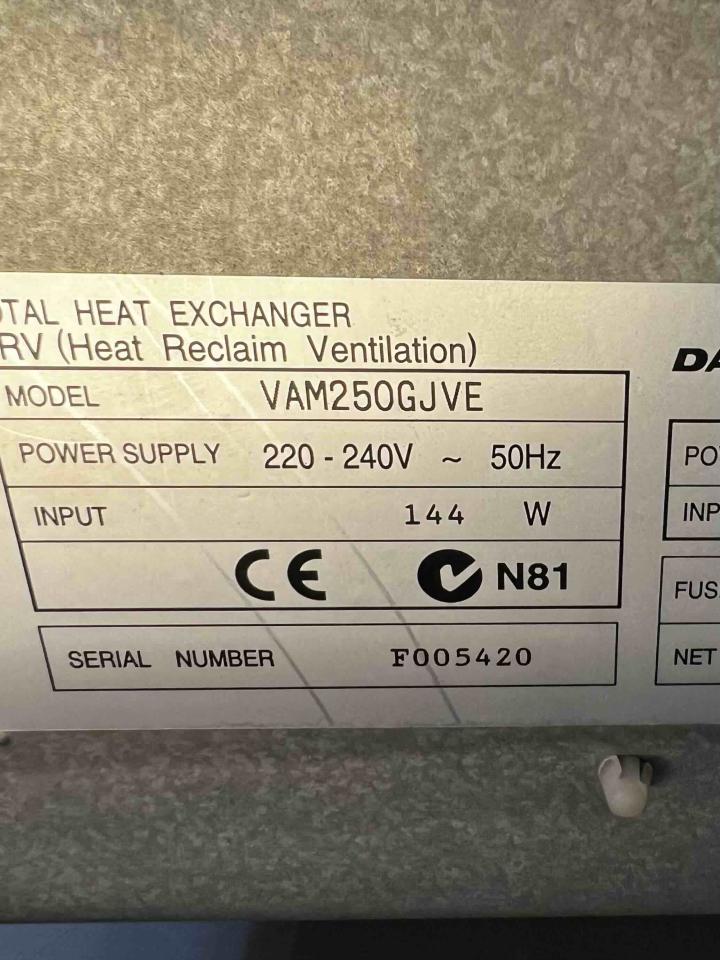 OTAL HEAT EXCHANGER
RV (Heat Reclaim Ventilation)
MODEL VAM250GJVE
POWER SUPPLY 220 - 240V ~ 50Hz
INPUT 144 W
CE N81
SERIAL NUMBER F005420
DA
PO
INP
FUS
NET